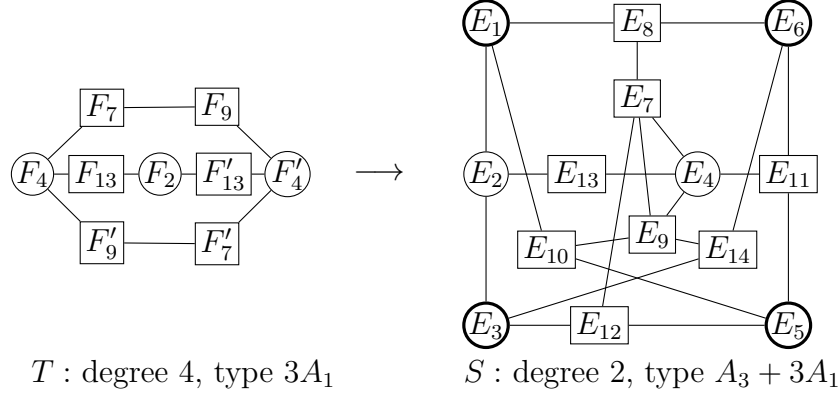 E₁ E₈ E₆
F₇ F₉ E₇
F₄ F₁₃ F₂ F′₁₃ F′₄ ⟶ E₂ E₁₃ E₄ E₁₁
F′₉ F′₇ E₁₀ E₉ E₁₄
E₃ E₁₂ E₅
T : degree 4, type 3A₁ S : degree 2, type A₃ + 3A₁